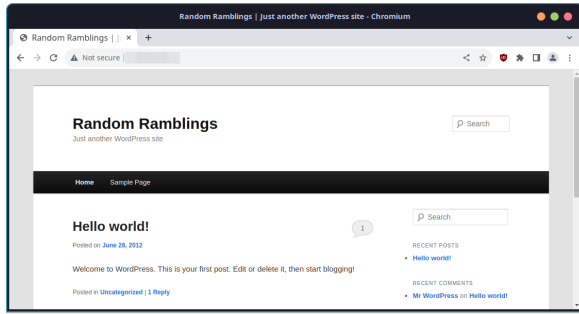 Random Ramblings | Just another WordPress site - Chromium
Random Ramblings | J
Not secure
Random Ramblings
Just another WordPress site
Search
Home Sample Page
Hello world!
1
Posted on June 28, 2012
Welcome to WordPress. This is your first post. Edit or delete it, then start blogging!
Posted in Uncategorized | 1 Reply
Search
RECENT POSTS
Hello world!
RECENT COMMENTS
Mr WordPress on Hello world!